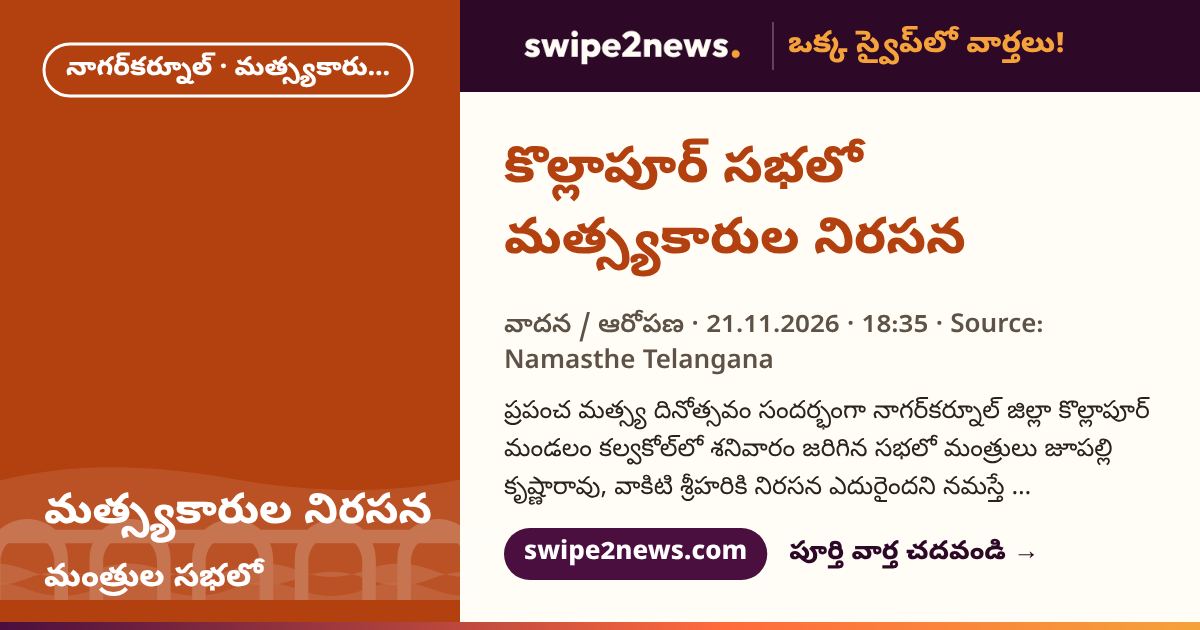 నాగర్‌కర్నూల్ · మత్స్యకారు...
మత్స్యకారుల నిరసన
మంత్రుల సభలో
swipe2news.
ఒక్క స్వైప్‌లో వార్తలు!
కొల్లాపూర్ సభలో
మత్స్యకారుల నిరసన
వాదన / ఆరోపణ · 21.11.2026 · 18:35 · Source:
Namasthe Telangana
ప్రపంచ మత్స్య దినోత్సవం సందర్భంగా నాగర్‌కర్నూల్ జిల్లా కొల్లాపూర్
మండలం కల్వకోల్‌లో శనివారం జరిగిన సభలో మంత్రులు జూపల్లి
కృష్ణారావు, వాకిటి శ్రీహరికి నిరసన ఎదురైందని నమస్తే ...
swipe2news.com
పూర్తి వార్త చదవండి →